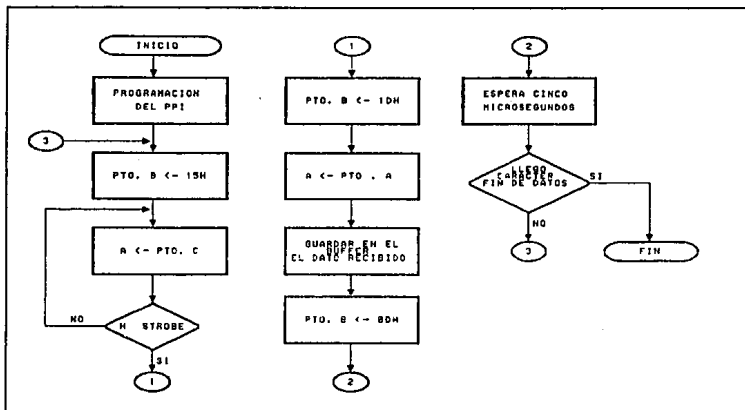 INICIO
PROGRAMACION
DEL PPI
3
PTO. B <- 15H
A <- PTO. C
NO
H STROBE
SI
1
1
PTO. B <- 1DH
A <- PTO . A
GUARDAR EN EL
BUFFER
EL DATO RECIBIDO
PTO. B <- 0DH
2
2
ESPERA CINCO
MICROSEGUNDOS
LLEGO
CARACTER
FIN DE DATOS
SI
NO
3
FIN